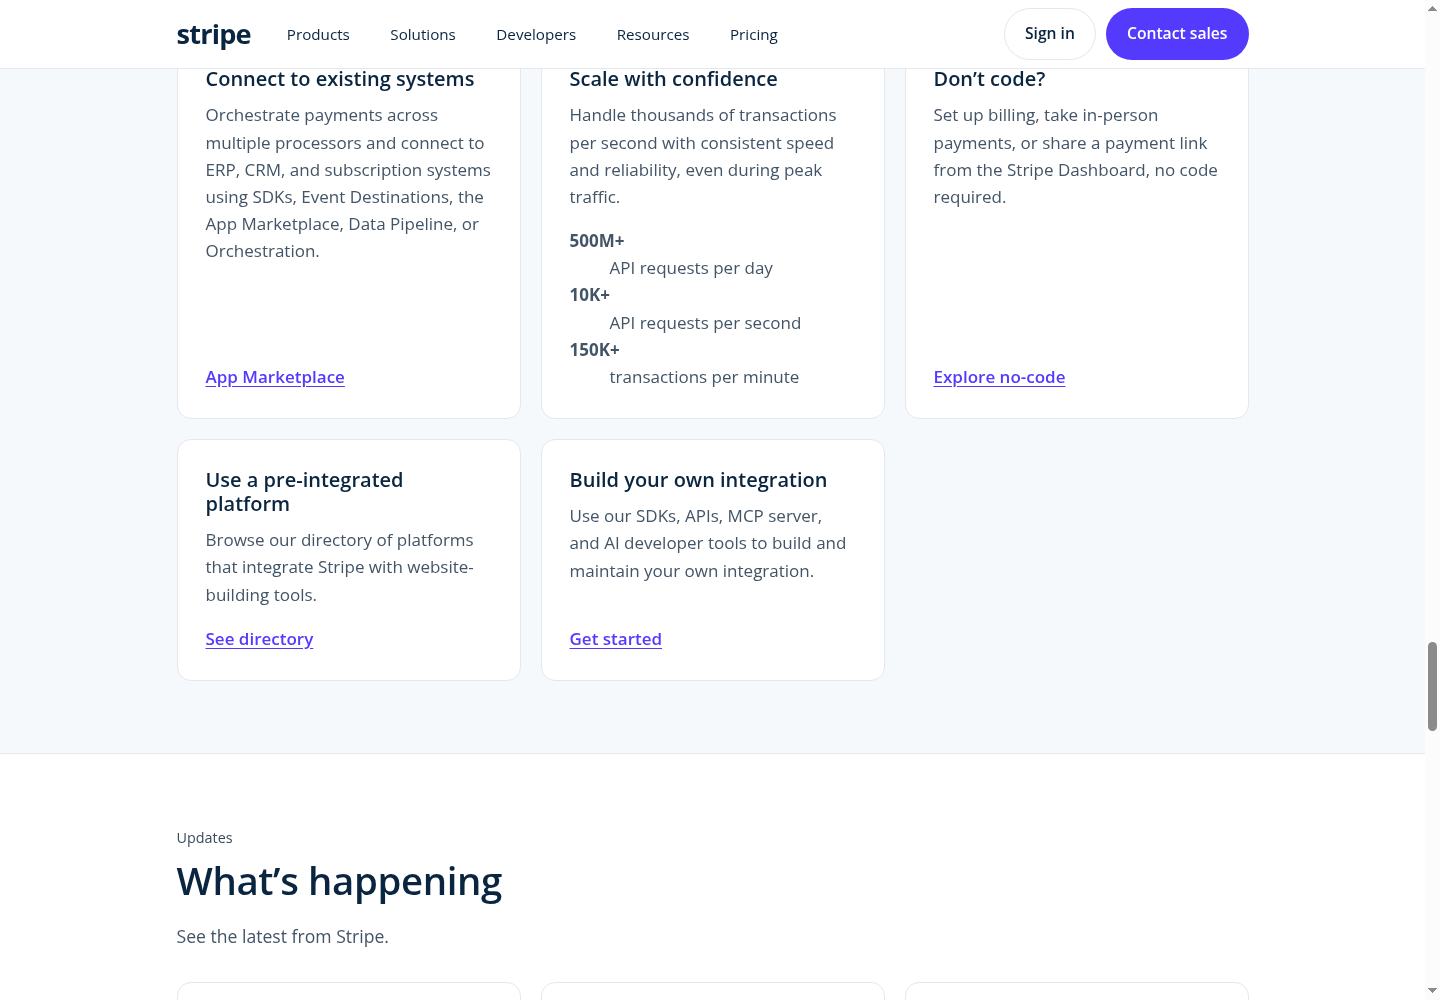 stripe
Products
Solutions
Developers
Resources
Pricing
Sign in
Contact sales
Connect to existing systems
Orchestrate payments across
multiple processors and connect to
ERP, CRM, and subscription systems
using SDKs, Event Destinations, the
App Marketplace, Data Pipeline, or
Orchestration.
App Marketplace
Scale with confidence
Handle thousands of transactions
per second with consistent speed
and reliability, even during peak
traffic.
500M+
API requests per day
10K+
API requests per second
150K+
transactions per minute
Don’t code?
Set up billing, take in-person
payments, or share a payment link
from the Stripe Dashboard, no code
required.
Explore no-code
Use a pre-integrated
platform
Browse our directory of platforms
that integrate Stripe with website-
building tools.
See directory
Build your own integration
Use our SDKs, APIs, MCP server,
and AI developer tools to build and
maintain your own integration.
Get started
Updates
What’s happening
See the latest from Stripe.